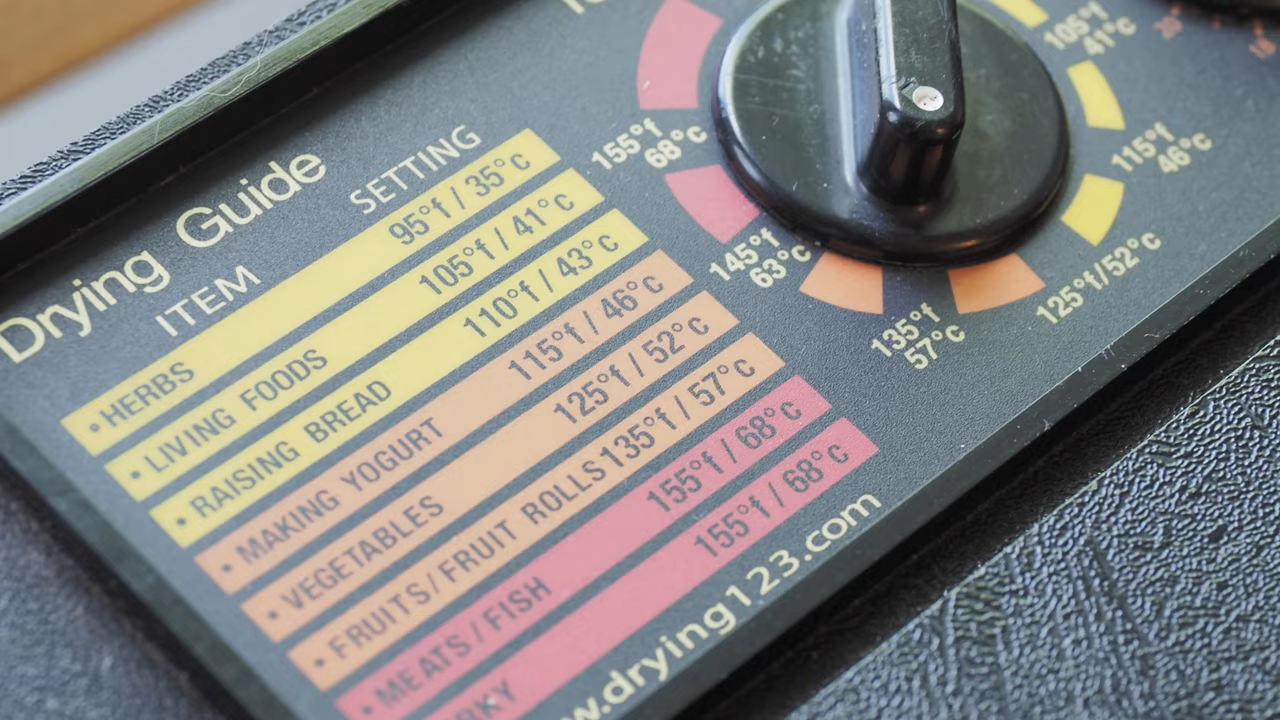 Drying Guide
ITEM SETTING
• HERBS 95°f / 35°c
• LIVING FOODS 105°f / 41°c
• RAISING BREAD 110°f / 43°c
• MAKING YOGURT 115°f / 46°c
• VEGETABLES 125°f / 52°c
• FRUITS / FRUIT ROLLS 135°f / 57°c
• MEATS / FISH 155°f / 68°c
RKY 155°f / 68°c
w.drying123.com
155°f
68°c
145°f
63°c
135°f
57°c
125°f/52°c
115°f
46°c
105°f
41°c